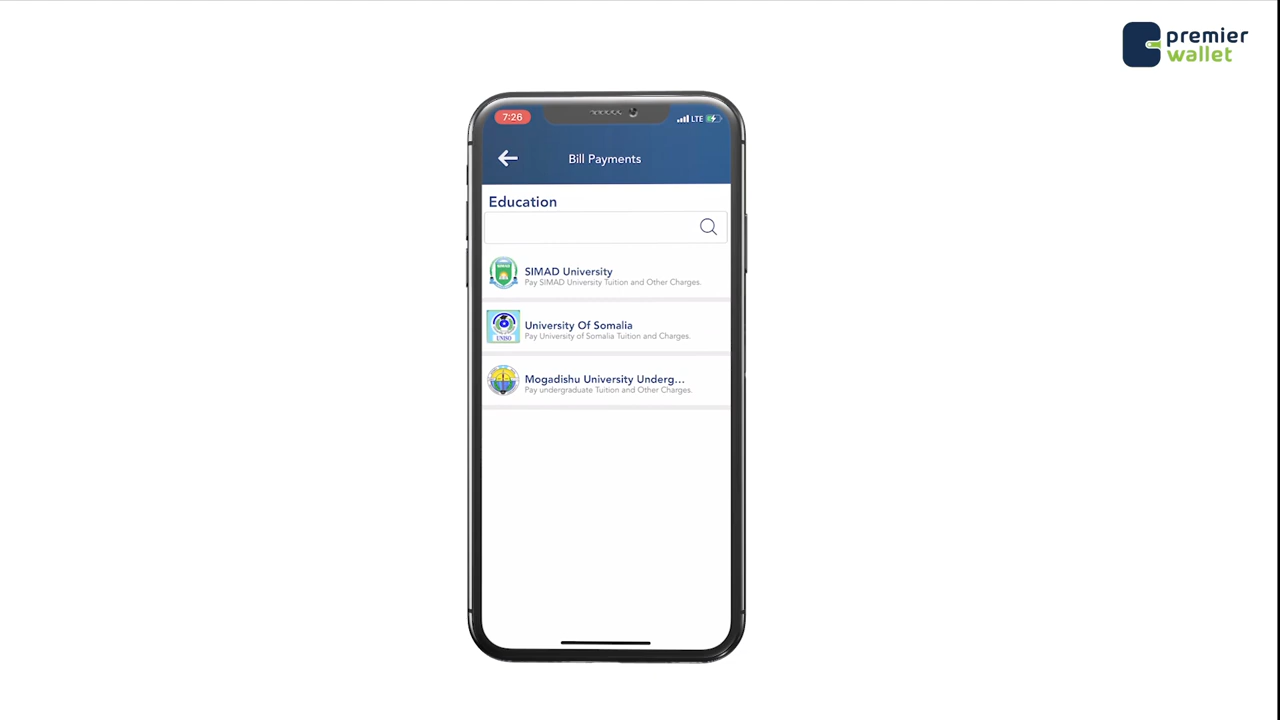 premier
wallet
7:26
LTE
Bill Payments
Education
SIMAD University
Pay SIMAD University Tuition and Other Charges.
University Of Somalia
Pay University of Somalia Tuition and Charges.
UNISO
Mogadishu University Underg...
Pay undergraduate Tuition and Other Charges.